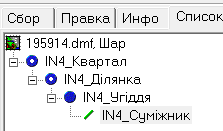 Сбор Правка Инфо Список
195914.dmf, Шар
IN4_Квартал
IN4_Ділянка
IN4_Угіддя
IN4_Суміжник